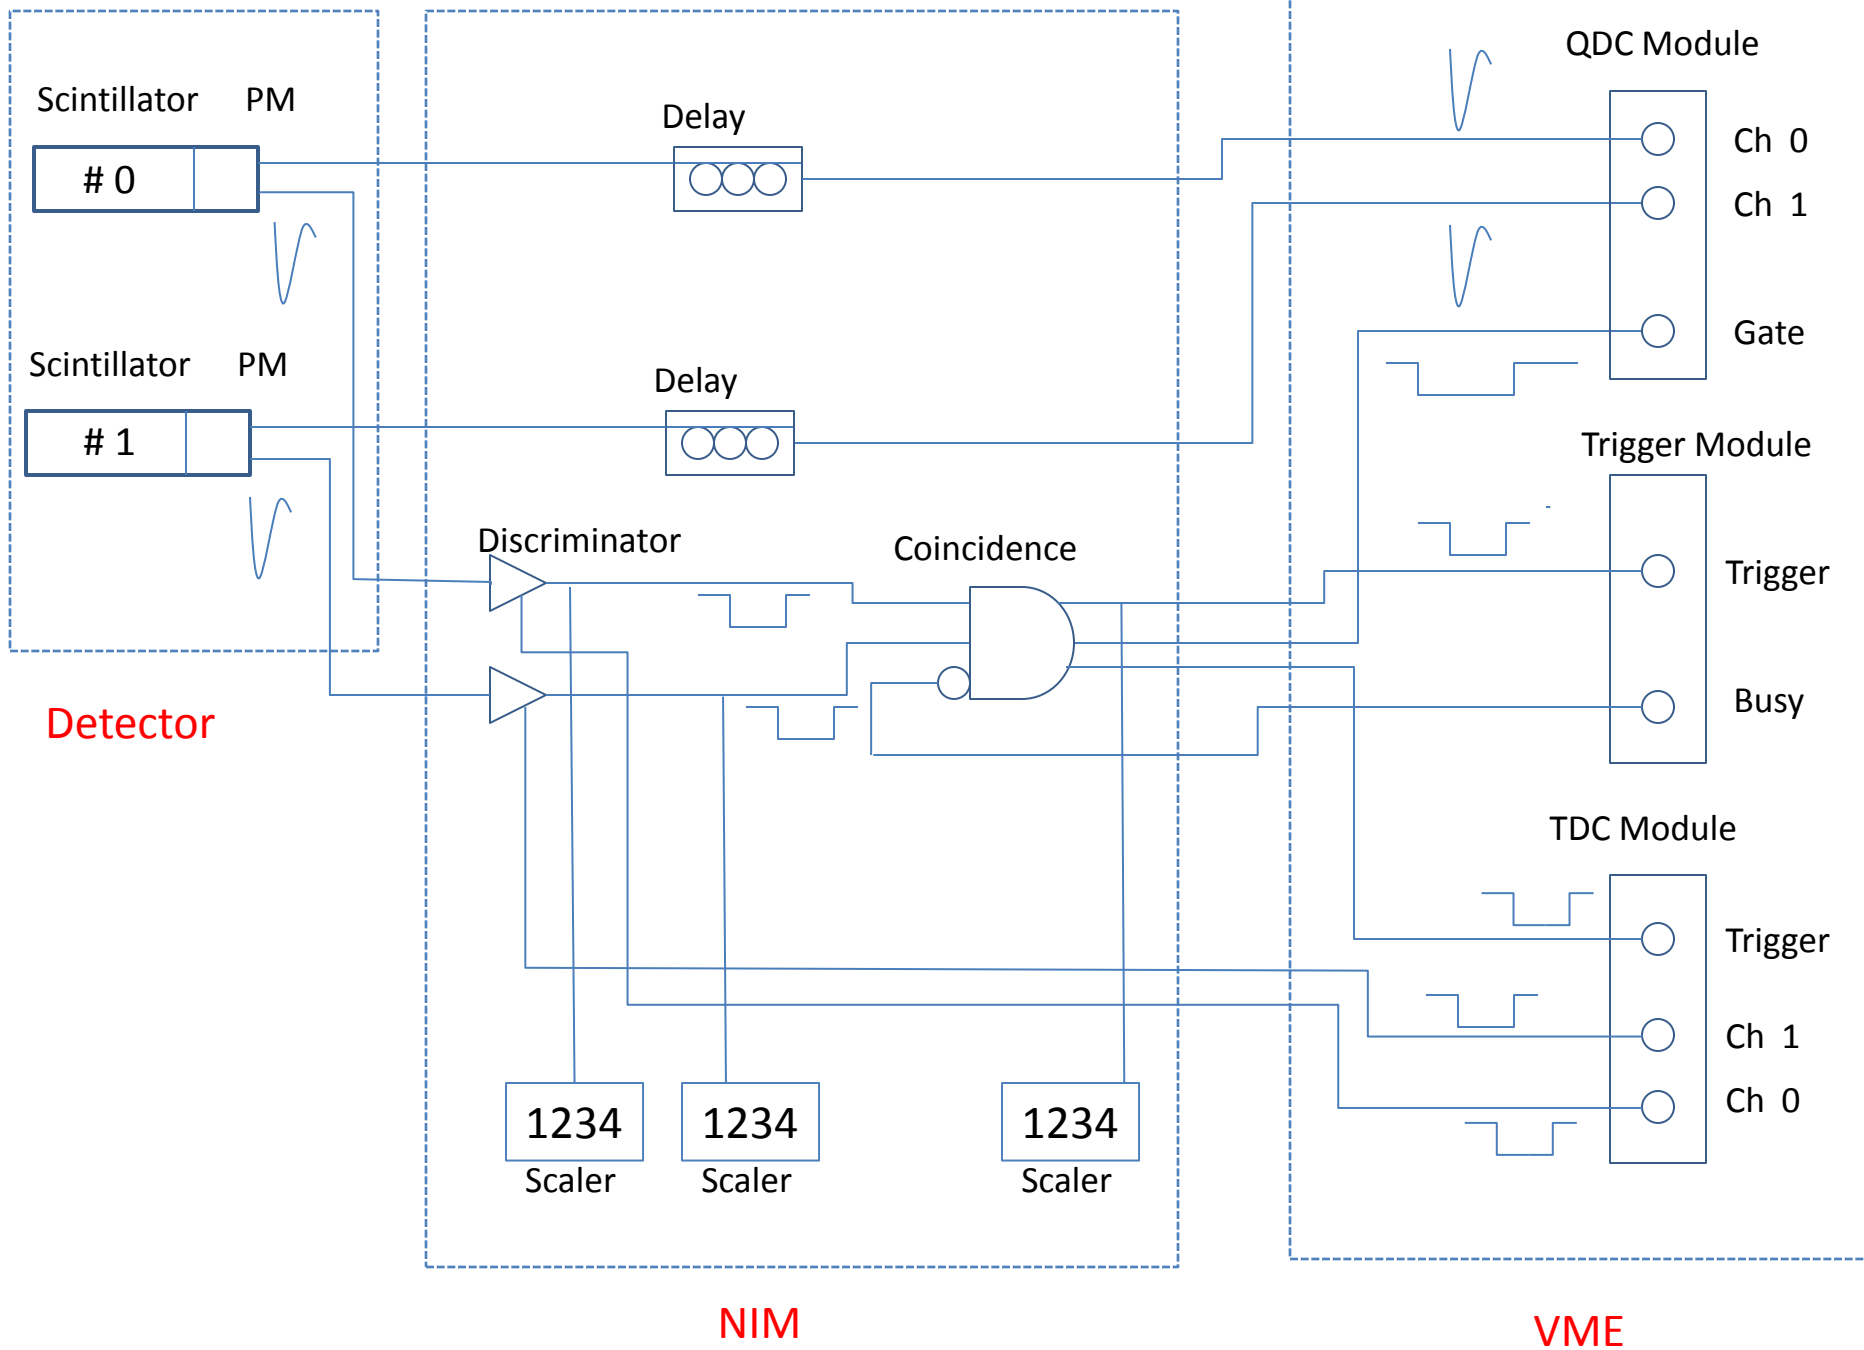 QDC Module
Scintillator PM
Delay
# 0
Ch 0
Ch 1
Gate
Scintillator PM
Delay
# 1
Trigger Module
Discriminator
Coincidence
Trigger
Busy
Detector
TDC Module
Trigger
Ch 1
Ch 0
1234
1234
1234
Scaler
Scaler
Scaler
NIM
VME